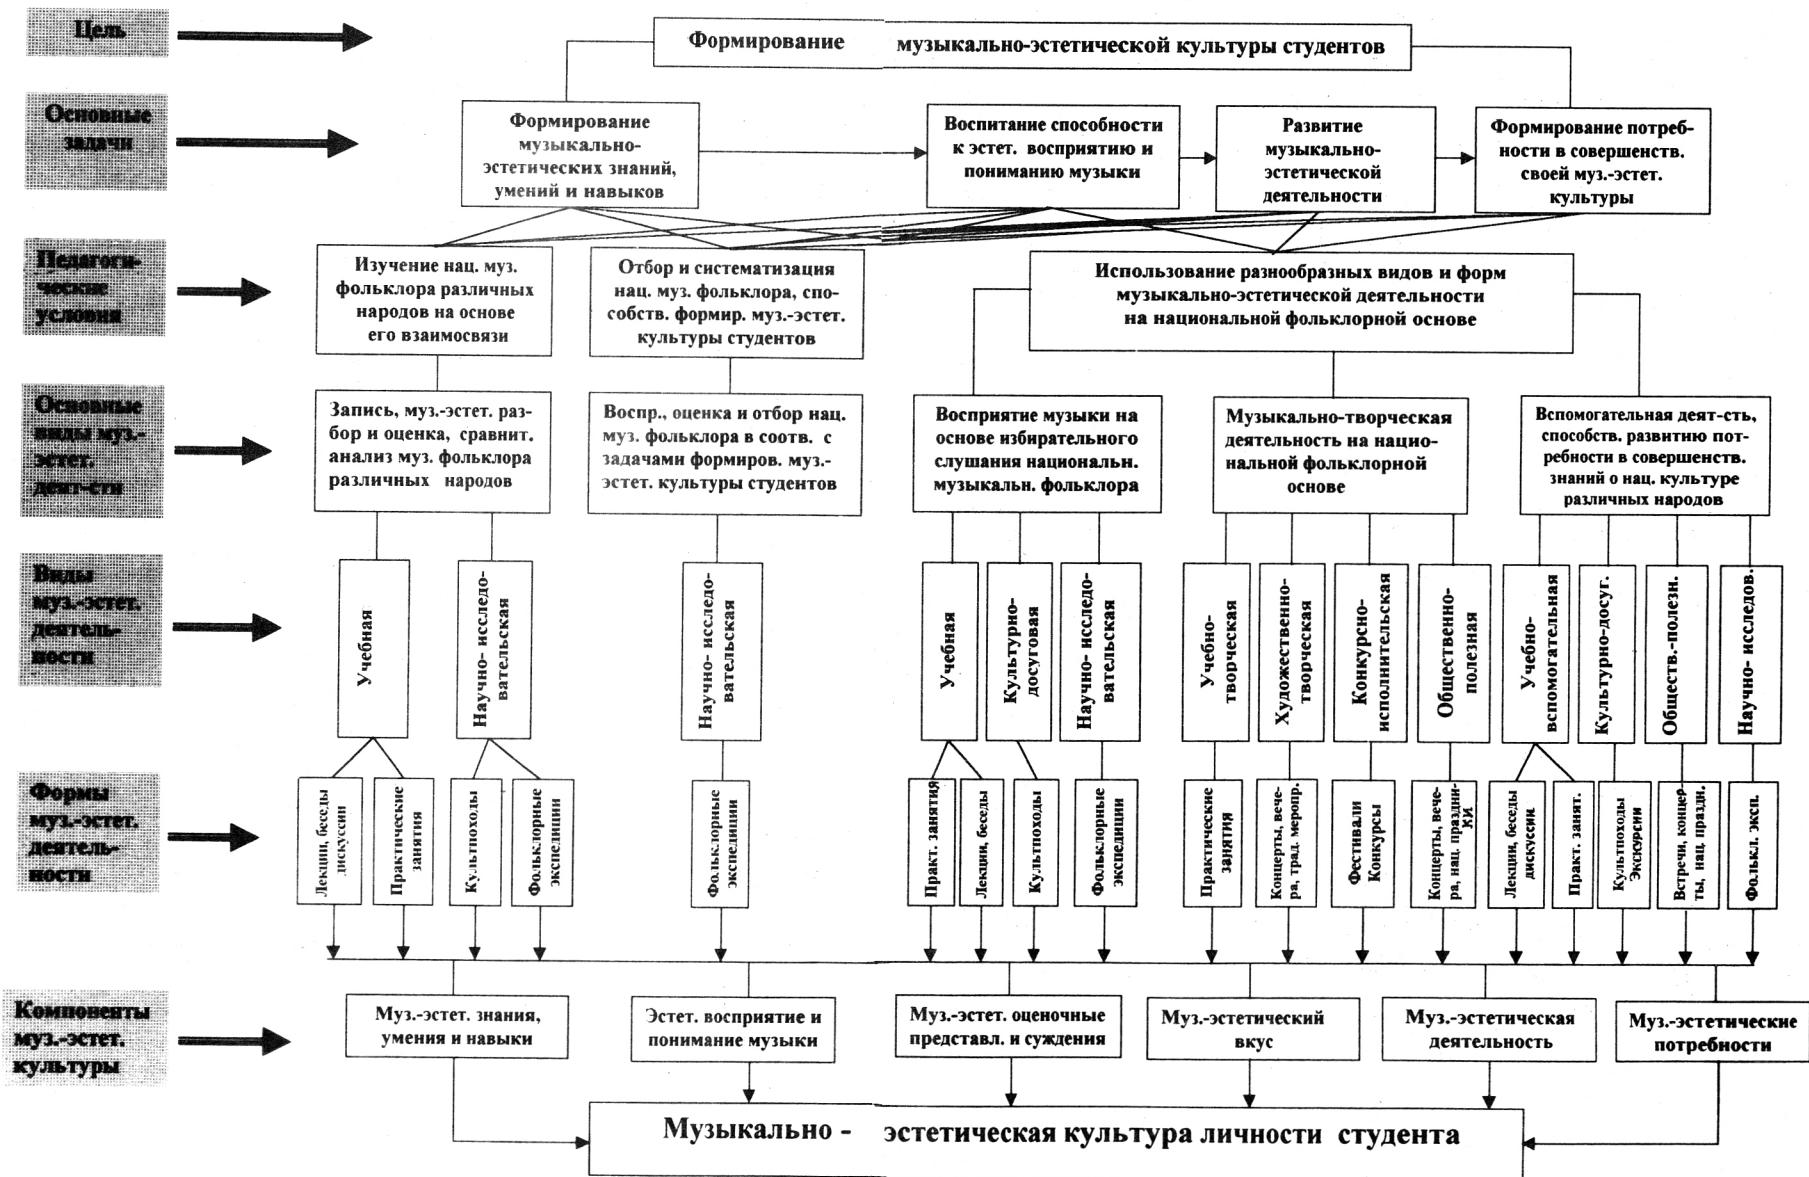 Цель
Формирование музыкально-эстетической культуры студентов
Основные
задачи
Формирование
музыкально-
эстетических знаний,
умений и навыков
Воспитание способности
к эстет. восприятию и
пониманию музыки
Развитие
музыкально-
эстетической
деятельности
Формирование потреб-
ности в совершенств.
своей муз.-эстет.
культуры
Педагоги-
ческие
условия
Изучение нац. муз.
фольклора различных
народов на основе
его взаимосвязи
Отбор и систематизация
нац. муз. фольклора, спо-
собств. формир. муз.-эстет.
культуры студентов
Использование разнообразных видов и форм
музыкально-эстетической деятельности
на национальной фольклорной основе
Основные
виды муз.-
эстет.
деят-сти
Запись, муз.-эстет. раз-
бор и оценка, сравнит.
анализ муз. фольклора
различных народов
Воспр., оценка и отбор нац.
муз. фольклора в соотв. с
задачами формиров. муз.-
эстет. культуры студентов
Восприятие музыки на
основе избирательного
слушания национальн.
музыкальн. фольклора
Музыкально-творческая
деятельность на нацио-
нальной фольклорной
основе
Вспомогательная деят-сть,
способств. развитию пот-
ребности в совершенств.
знаний о нац. культуре
различных народов
Виды
муз.-эстет.
деятель-
ности
Учебная
Научно- исследо-
вательская
Научно- исследо-
вательская
Учебная
Культурно-
досуговая
Научно- исследо-
вательская
Учебно-
творческая
Художественно-
творческая
Конкурсно-
исполнительская
Общественно-
полезная
Учебно-
вспомогательная
Культурно-досуг.
Обществ.-полезн.
Научно- исследов.
Формы
муз.-эстет.
деятель-
ности
Лекции, беседы
дискуссии
Практические
занятия
Культпоходы
Фольклорные
экспедиции
Фольклорные
экспедиции
Практ. занятия
Лекции, беседы
Культпоходы
Фольклорные
экспедиции
Практические
занятия
Концерты, вече-
ра, трад. меропр.
Фестивали
Конкурсы
Концерты, вече-
ра, нац. праздни-
КИ
Лекции, беседы
дискуссии
Практ. занят.
Культпоходы
Экскурсии
Встречи, концер-
ты, нац. праздн.
Фолькл. эксп.
Компоненты
муз.-эстет.
культуры
Муз.-эстет. знания,
умения и навыки
Эстет. восприятие и
понимание музыки
Муз.-эстет. оценочные
представл. и суждения
Муз.-эстетический
вкус
Муз.-эстетическая
деятельность
Муз.-эстетические
потребности
Музыкально - эстетическая культура личности студента